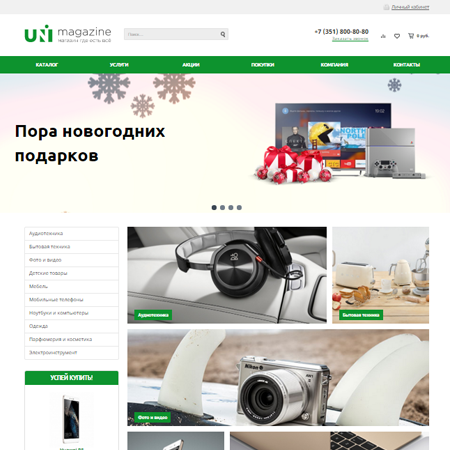 Личный кабинет
UNI magazine
магазин где есть всё
Поиск...
+7 (351) 800-80-80
Заказать звонок
0 руб.
КАТАЛОГ
УСЛУГИ
АКЦИИ
ПОКУПКИ
КОМПАНИЯ
КОНТАКТЫ
Пора новогодних
подарков
Аудиотехника
Бытовая техника
Фото и видео
Детские товары
Мебель
Мобильные телефоны
Ноутбуки и компьютеры
Одежда
Парфюмерия и косметика
Электроинструмент
УСПЕЙ КУПИТЬ!
Аудиотехника
Бытовая техника
Nikon
Фото и видео